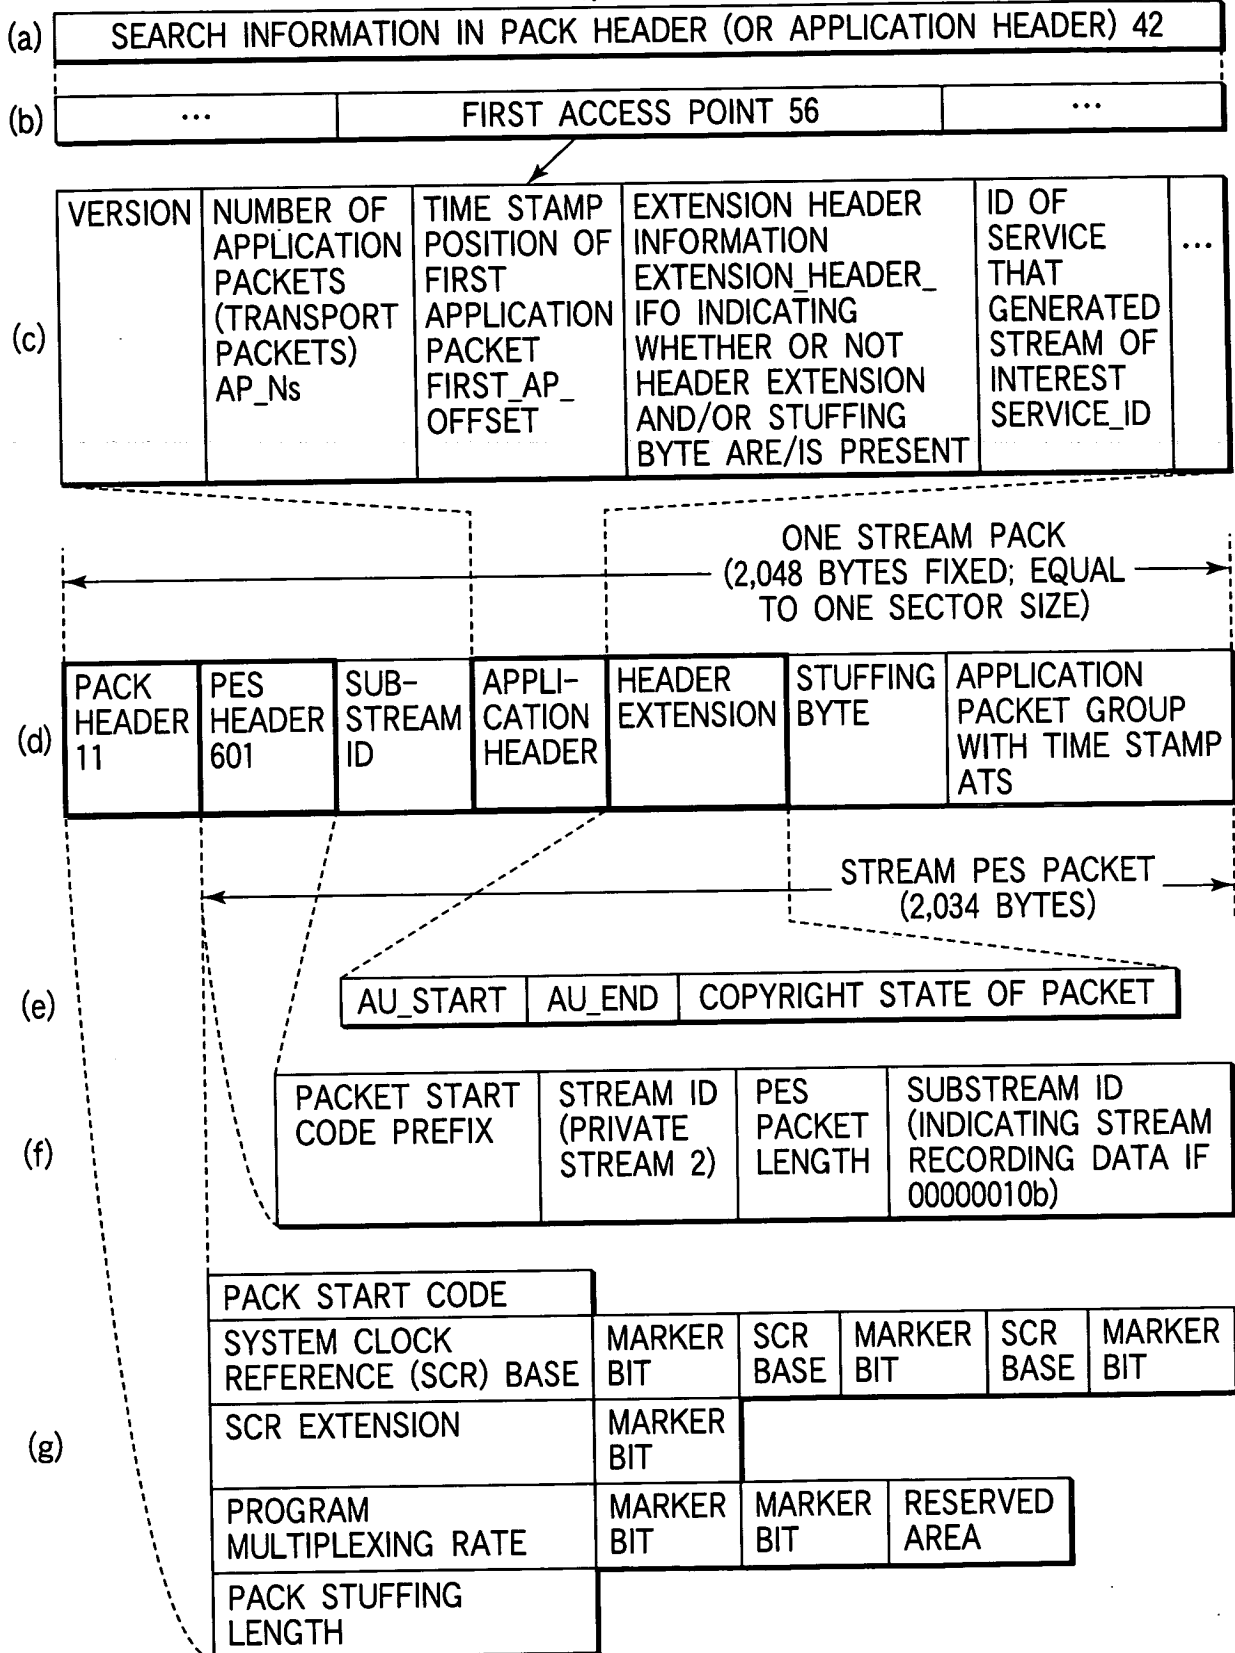 (a) SEARCH INFORMATION IN PACK HEADER (OR APPLICATION HEADER) 42
(b) ... FIRST ACCESS POINT 56 ...
(c)
VERSION
NUMBER OF
APPLICATION
PACKETS
(TRANSPORT
PACKETS)
AP_Ns
TIME STAMP
POSITION OF
FIRST
APPLICATION
PACKET
FIRST_AP_
OFFSET
EXTENSION HEADER
INFORMATION
EXTENSION_HEADER_
IFO INDICATING
WHETHER OR NOT
HEADER EXTENSION
AND/OR STUFFING
BYTE ARE/IS PRESENT
ID OF
SERVICE
THAT
GENERATED
STREAM OF
INTEREST
SERVICE_ID
...
ONE STREAM PACK
(2,048 BYTES FIXED; EQUAL
TO ONE SECTOR SIZE)
(d)
PACK
HEADER
11
PES
HEADER
601
SUB-
STREAM
ID
APPLI-
CATION
HEADER
HEADER
EXTENSION
STUFFING
BYTE
APPLICATION
PACKET GROUP
WITH TIME STAMP
ATS
STREAM PES PACKET
(2,034 BYTES)
(e)
AU_START AU_END COPYRIGHT STATE OF PACKET
(f)
PACKET START
CODE PREFIX
STREAM ID
(PRIVATE
STREAM 2)
PES
PACKET
LENGTH
SUBSTREAM ID
(INDICATING STREAM
RECORDING DATA IF
00000010b)
(g)
PACK START CODE
SYSTEM CLOCK
REFERENCE (SCR) BASE
MARKER
BIT
SCR
BASE
MARKER
BIT
SCR
BASE
MARKER
BIT
SCR EXTENSION
MARKER
BIT
PROGRAM
MULTIPLEXING RATE
MARKER
BIT
MARKER
BIT
RESERVED
AREA
PACK STUFFING
LENGTH